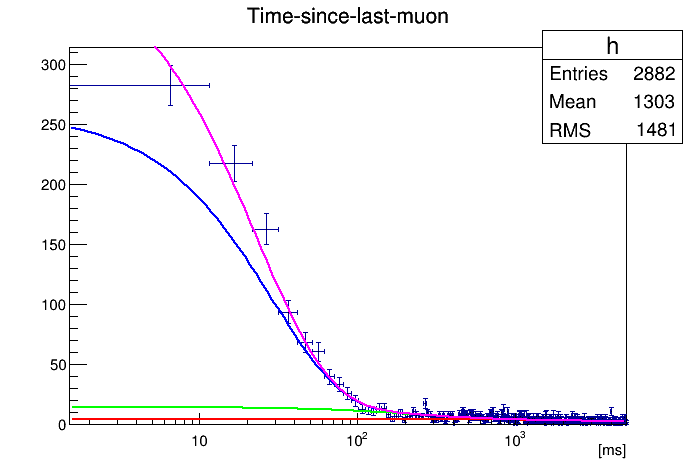 Time-since-last-muon
h
Entries 2882
Mean 1303
RMS 1481
300
250
200
150
100
50
0
10 10² 10³
[ms]